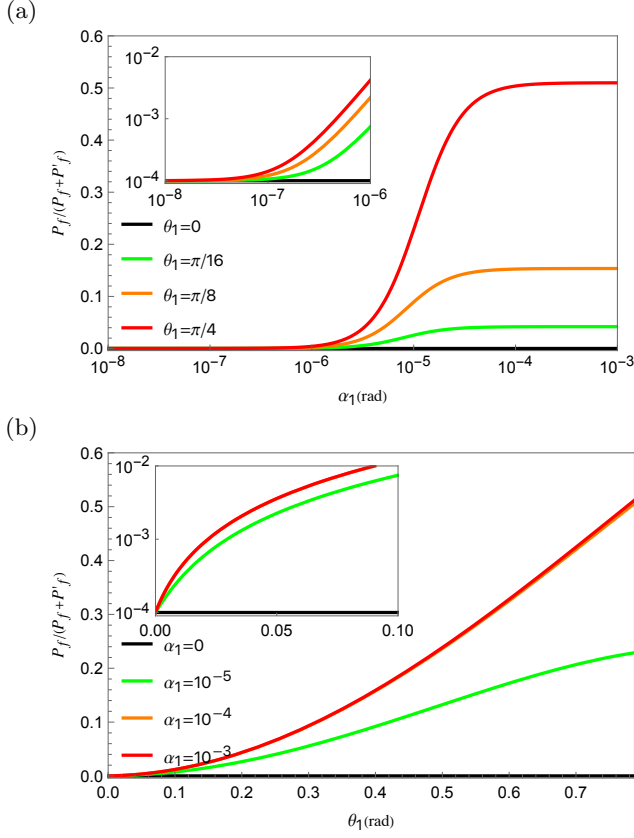 (a)
0.6
0.5
0.4
0.3
0.2
0.1
0.0
P_f/(P_f+P'_f)
10⁻²
10⁻³
10⁻⁴
10⁻⁸ 10⁻⁷ 10⁻⁶
θ₁=0
θ₁=π/16
θ₁=π/8
θ₁=π/4
10⁻⁸ 10⁻⁷ 10⁻⁶ 10⁻⁵ 10⁻⁴ 10⁻³
α₁(rad)
(b)
0.6
0.5
0.4
0.3
0.2
0.1
0.0
P_f/(P_f+P'_f)
10⁻²
10⁻³
10⁻⁴
0.00 0.05 0.10
α₁=0
α₁=10⁻⁵
α₁=10⁻⁴
α₁=10⁻³
0.0 0.1 0.2 0.3 0.4 0.5 0.6 0.7
θ₁(rad)